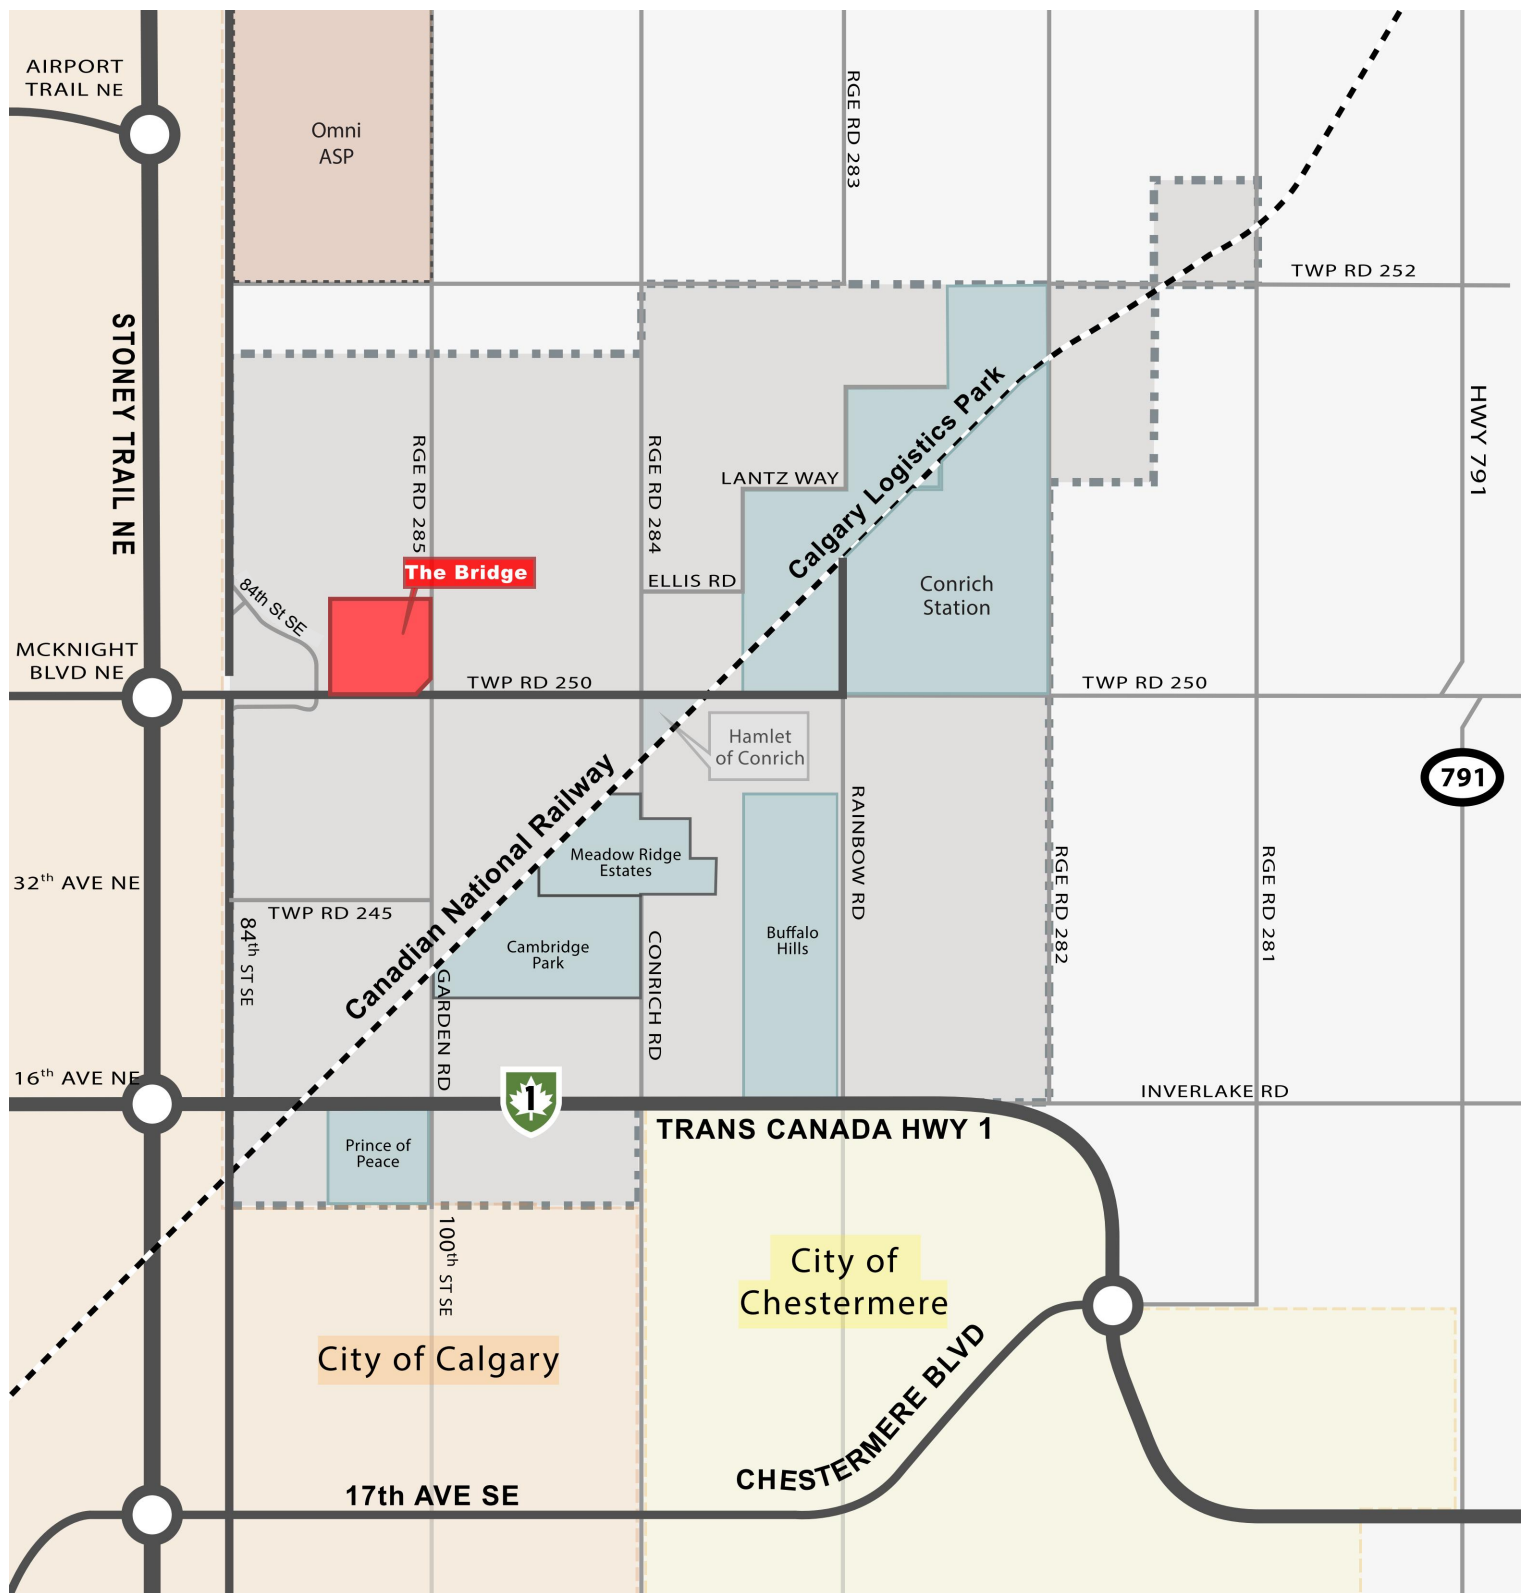 AIRPORT
TRAIL NE
Omni
ASP
RGE RD 283
TWP RD 252
STONEY TRAIL NE
HWY 791
RGE RD 285
RGE RD 284
LANTZ WAY
Calgary Logistics Park
The Bridge
ELLIS RD
Conrich
Station
84th St SE
MCKNIGHT
BLVD NE
TWP RD 250
TWP RD 250
Hamlet
of Conrich
791
Canadian National Railway
RAINBOW RD
Meadow Ridge
Estates
RGE RD 282
RGE RD 281
32th AVE NE
TWP RD 245
84th ST SE
Cambridge
Park
CONRICH RD
Buffalo
Hills
GARDEN RD
16th AVE NE
1
INVERLAKE RD
TRANS CANADA HWY 1
Prince of
Peace
100th ST SE
City of
Chestermere
City of Calgary
CHESTERMERE BLVD
17th AVE SE